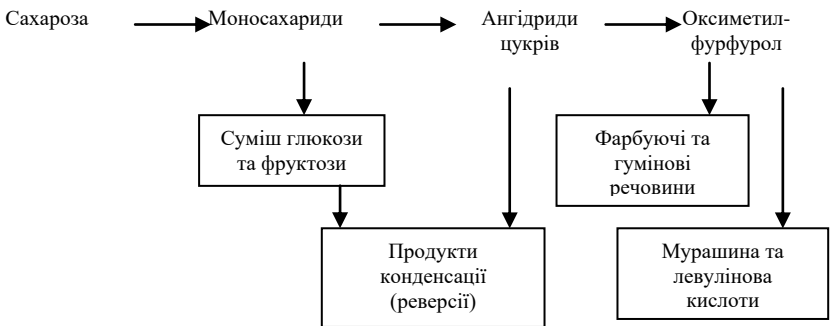 Сахароза
Моносахариди
Ангідриди
цукрів
Оксиметил-
фурфурол
Суміш глюкози
та фруктози
Фарбуючі та
гумінові
речовини
Продукти
конденсації
(реверсії)
Мурашина та
левулінова
кислоти